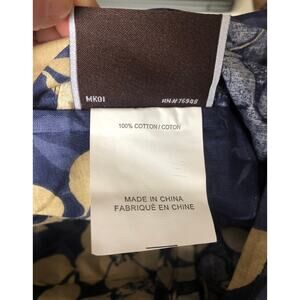 MK01 RN#76908
100% COTTON / COTON
MADE IN CHINA
FABRIQUÉ EN CHINE